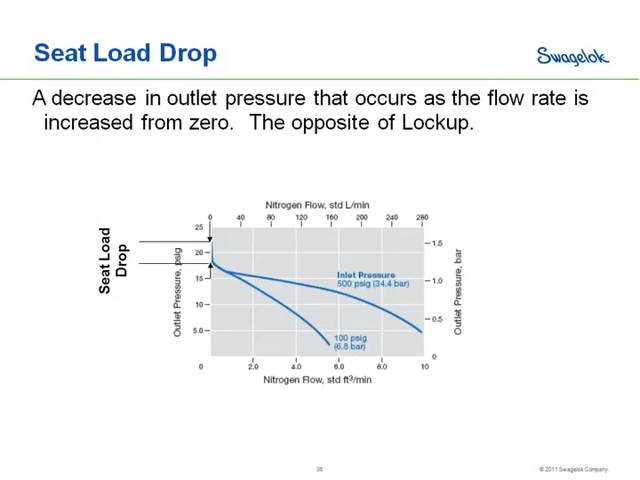 Seat Load Drop
Swagelok
A decrease in outlet pressure that occurs as the flow rate is
increased from zero.  The opposite of Lockup.
Nitrogen Flow, std L/min
0 40 80 120 160 200 240 280
Seat Load
Drop
Outlet Pressure, psig
25
20
15
10
5.0
0
Inlet Pressure
500 psig (34.4 bar)
100 psig
(6.8 bar)
1.5
1.0
0.5
0
Outlet Pressure, bar
2.0 4.0 6.0 8.0 10
Nitrogen Flow, std ft³/min
36
© 2011 Swagelok Company.